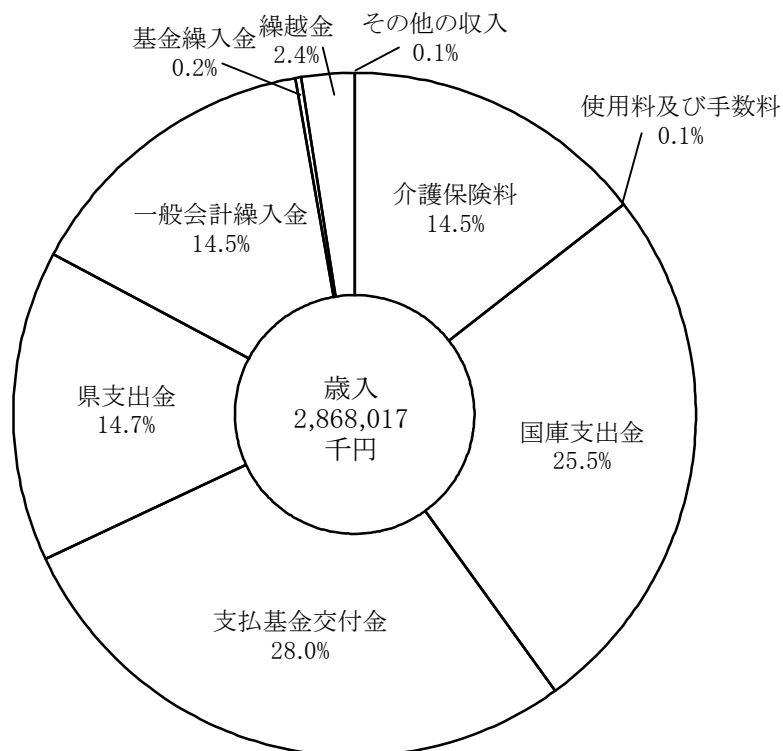 基金繰入金
0.2%
繰越金
2.4%
その他の収入
0.1%
使用料及び手数料
0.1%
介護保険料
14.5%
一般会計繰入金
14.5%
県支出金
14.7%
歳入
2,868,017
千円
国庫支出金
25.5%
支払基金交付金
28.0%